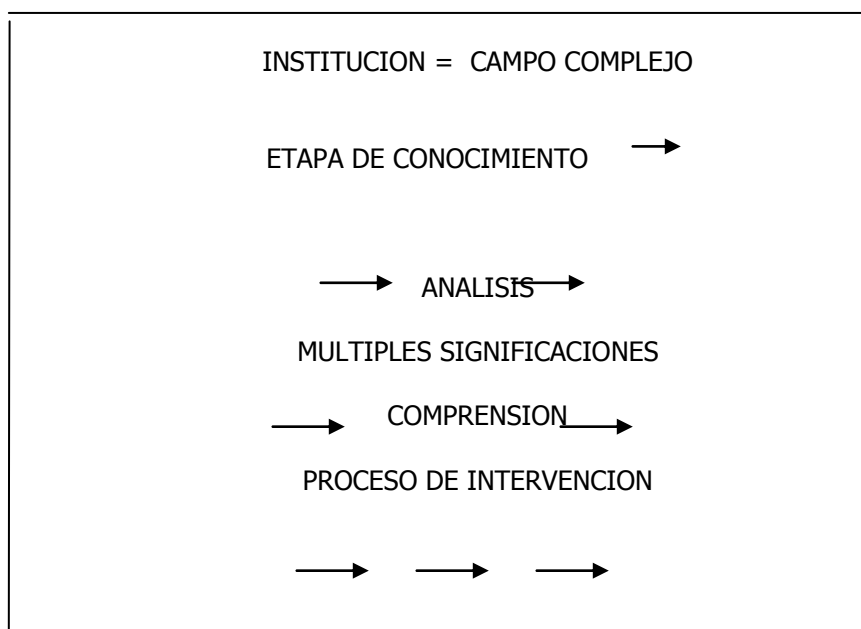 INSTITUCION = CAMPO COMPLEJO
ETAPA DE CONOCIMIENTO
ANALISIS
MULTIPLES SIGNIFICACIONES
COMPRENSION
PROCESO DE INTERVENCION